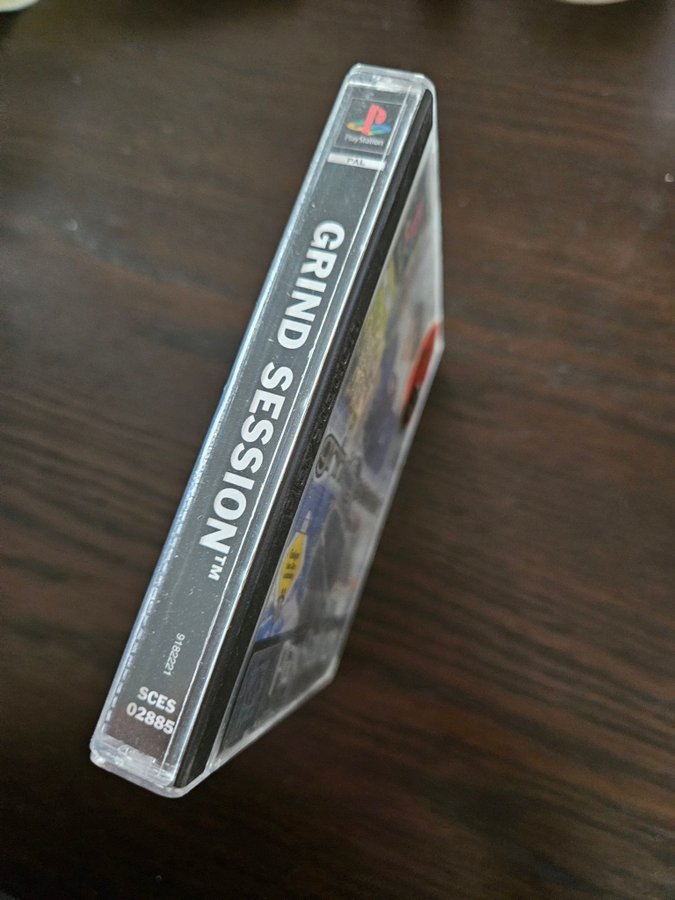 PlayStation
PAL
GRIND SESSION™
9182221
SCES
02885